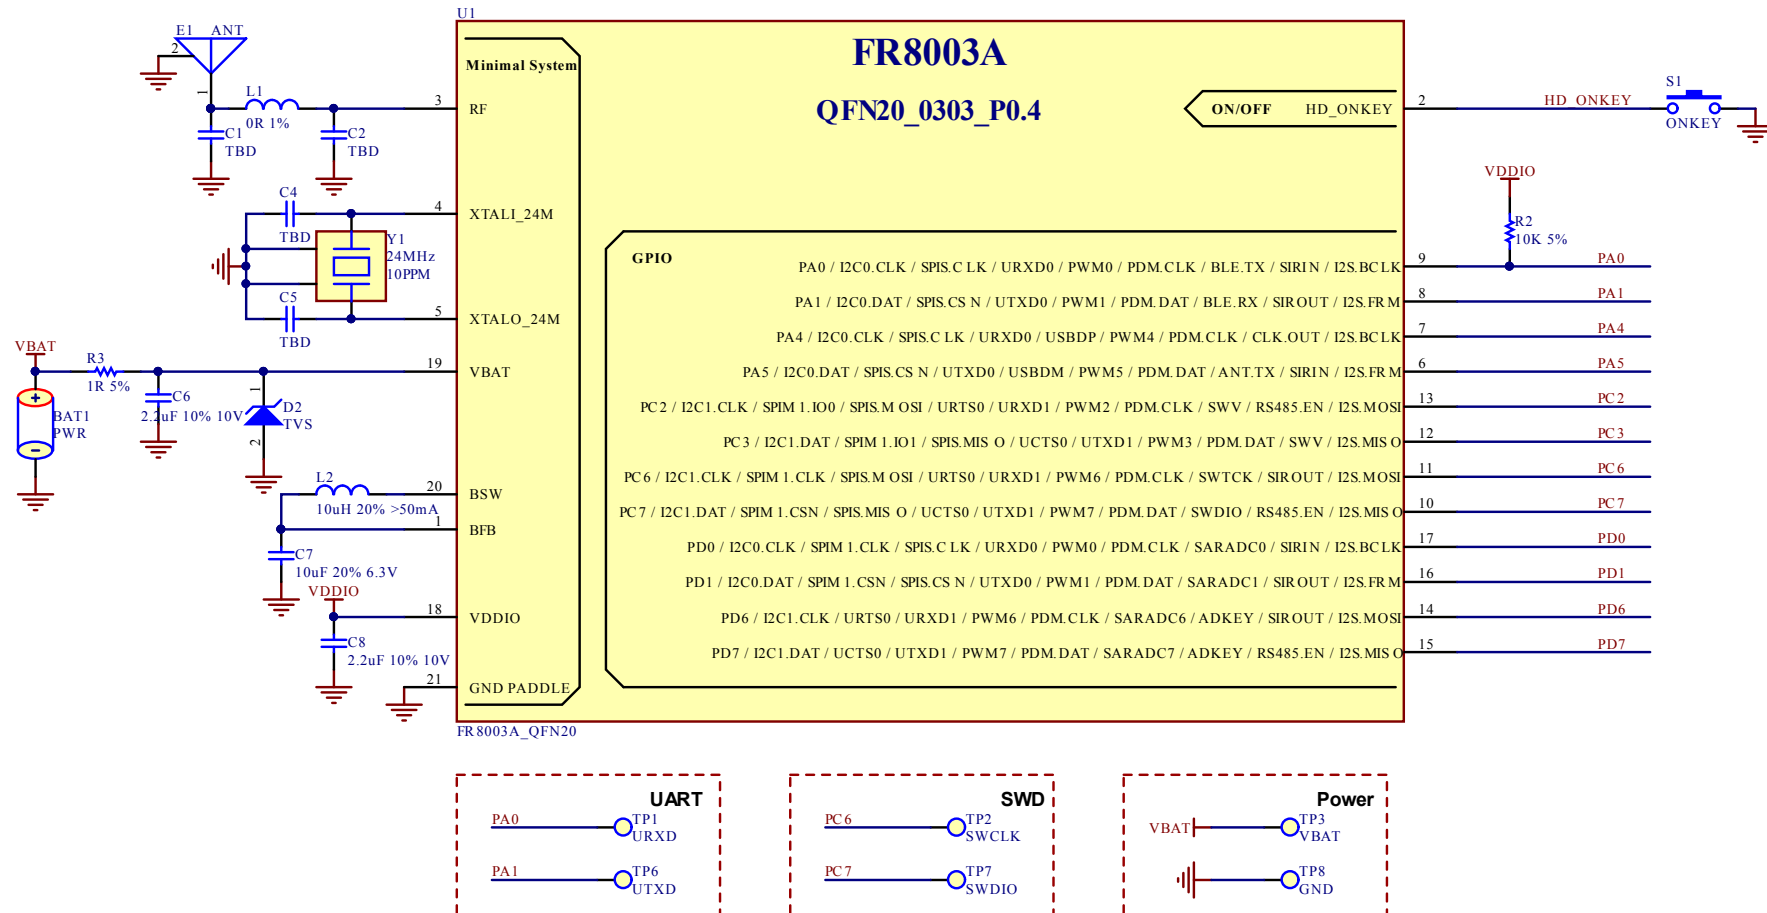 U1
E1 ANT
2
1
L1
0R 1%
C1
TBD
C2
TBD
Minimal System
FR8003A
QFN20_0303_P0.4
3 RF
ON/OFF HD_ONKEY 2 HD_ONKEY
S1
ONKEY
C4
TBD
4 XTALI_24M
Y1
24MHz
10PPM
C5
TBD
5 XTALO_24M
VDDIO
R2
10K 5%
GPIO
PA0 / I2C0.CLK / SPIS.CLK / URXD0 / PWM0 / PDM.CLK / BLE.TX / SIRIN / I2S.BCLK 9 PA0
PA1 / I2C0.DAT / SPIS.CSN / UTXD0 / PWM1 / PDM.DAT / BLE.RX / SIROUT / I2S.FRM 8 PA1
PA4 / I2C0.CLK / SPIS.CLK / URXD0 / USBDP / PWM4 / PDM.CLK / CLK.OUT / I2S.BCLK 7 PA4
PA5 / I2C0.DAT / SPIS.CSN / UTXD0 / USBDM / PWM5 / PDM.DAT / ANT.TX / SIRIN / I2S.FRM 6 PA5
PC2 / I2C1.CLK / SPIM1.IO0 / SPIS.MOSI / URTS0 / URXD1 / PWM2 / PDM.CLK / SWV / RS485.EN / I2S.MOSI 13 PC2
PC3 / I2C1.DAT / SPIM1.IO1 / SPIS.MISO / UCTS0 / UTXD1 / PWM3 / PDM.DAT / SWV / I2S.MISO 12 PC3
PC6 / I2C1.CLK / SPIM1.CLK / SPIS.MOSI / URTS0 / URXD1 / PWM6 / PDM.CLK / SWTCK / SIROUT / I2S.MOSI 11 PC6
PC7 / I2C1.DAT / SPIM1.CSN / SPIS.MISO / UCTS0 / UTXD1 / PWM7 / PDM.DAT / SWDIO / RS485.EN / I2S.MISO 10 PC7
PD0 / I2C0.CLK / SPIM1.CLK / SPIS.CLK / URXD0 / PWM0 / PDM.CLK / SARADC0 / SIRIN / I2S.BCLK 17 PD0
PD1 / I2C0.DAT / SPIM1.CSN / SPIS.CSN / UTXD0 / PWM1 / PDM.DAT / SARADC1 / SIROUT / I2S.FRM 16 PD1
PD6 / I2C1.CLK / URTS0 / URXD1 / PWM6 / PDM.CLK / SARADC6 / ADKEY / SIROUT / I2S.MOSI 14 PD6
PD7 / I2C1.DAT / UCTS0 / UTXD1 / PWM7 / PDM.DAT / SARADC7 / ADKEY / RS485.EN / I2S.MISO 15 PD7
VBAT
R3
1R 5%
19 VBAT
BAT1
PWR
C6
2.2uF 10% 10V
1
D2
TVS
2
L2
10uH 20% >50mA
20 BSW
1 BFB
C7
10uF 20% 6.3V
VDDIO
18 VDDIO
C8
2.2uF 10% 10V
21 GND PADDLE
FR8003A_QFN20
UART
PA0 TP1
URXD
PA1 TP6
UTXD
SWD
PC6 TP2
SWCLK
PC7 TP7
SWDIO
Power
VBAT TP3
VBAT
TP8
GND